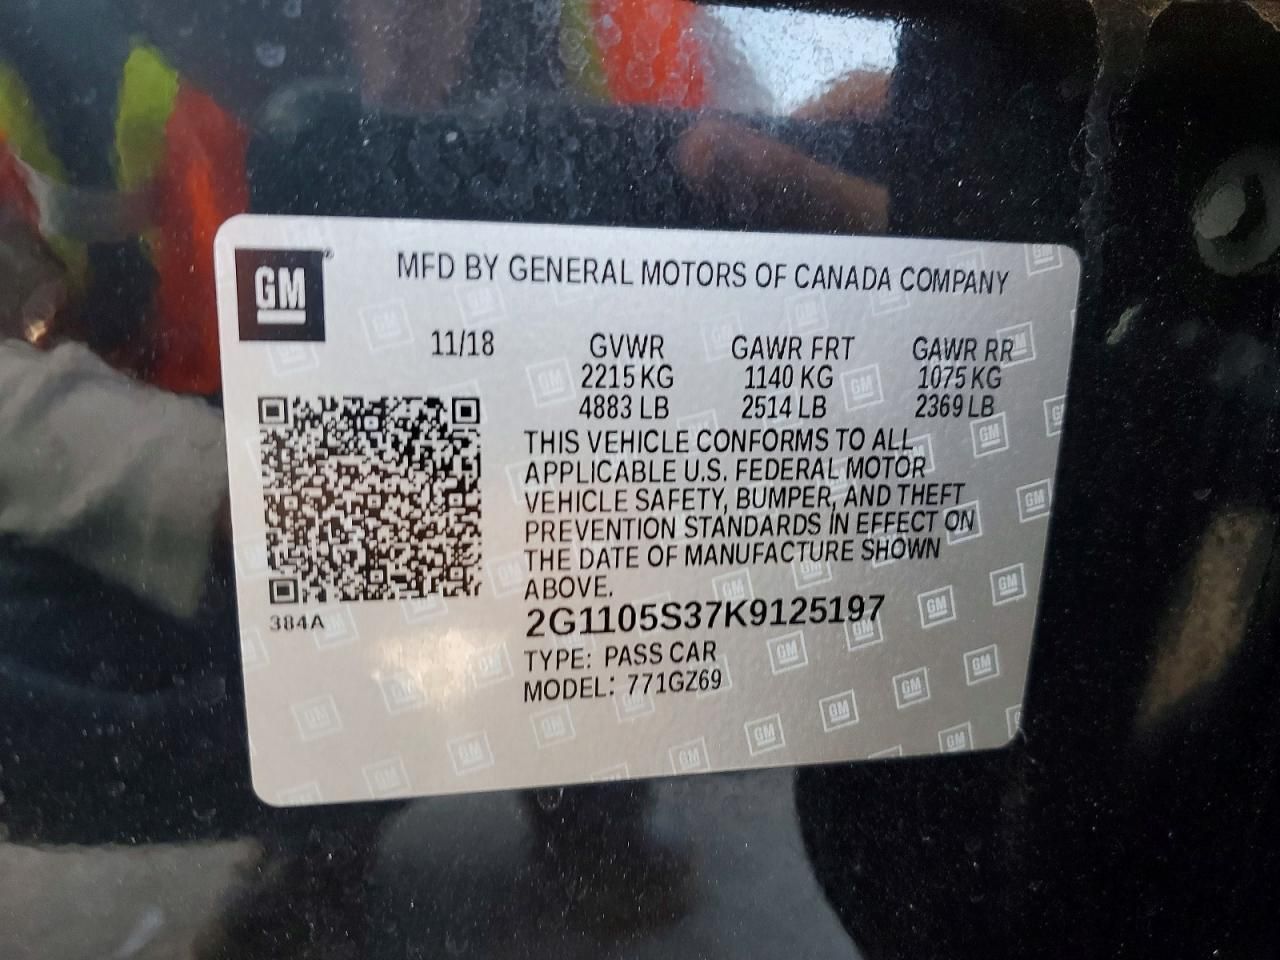 GM
MFD BY GENERAL MOTORS OF CANADA COMPANY
11/18 GVWR GAWR FRT GAWR RR
2215 KG 1140 KG 1075 KG
4883 LB 2514 LB 2369 LB
THIS VEHICLE CONFORMS TO ALL
APPLICABLE U.S. FEDERAL MOTOR
VEHICLE SAFETY, BUMPER, AND THEFT
PREVENTION STANDARDS IN EFFECT ON
THE DATE OF MANUFACTURE SHOWN
ABOVE.
384A
2G1105S37K9125197
TYPE: PASS CAR
MODEL: 771GZ69